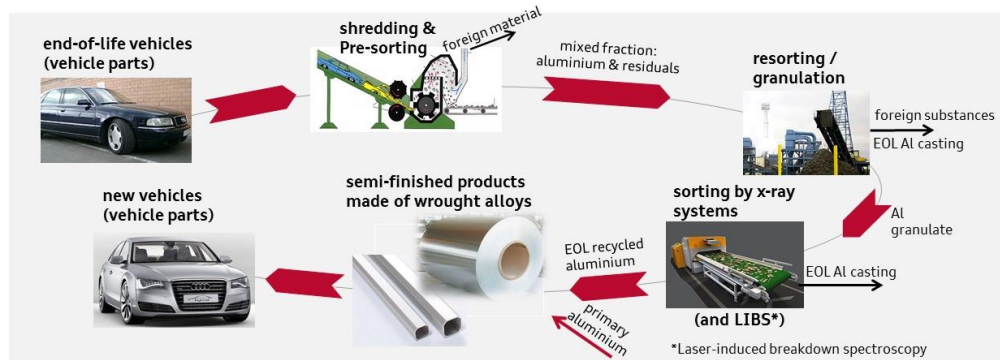 end-of-life vehicles
(vehicle parts)
shredding &
Pre-sorting
foreign material
mixed fraction:
aluminium & residuals
resorting /
granulation
foreign substances
EOL Al casting
Al
granulate
sorting by x-ray
systems
EOL Al casting
(and LIBS*)
*Laser-induced breakdown spectroscopy
EOL recycled
aluminium
primary
aluminium
semi-finished products
made of wrought alloys
new vehicles
(vehicle parts)